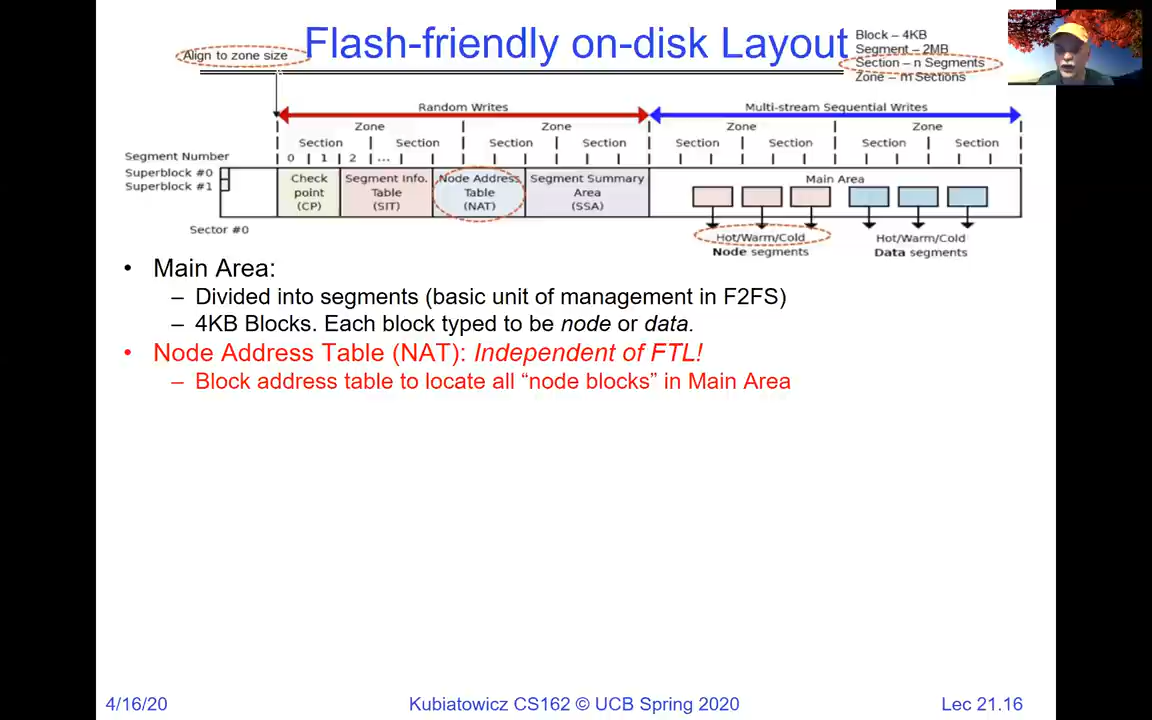 Flash-friendly on-disk Layout
Align to zone size
Block – 4KB
Segment – 2MB
Section – n Segments
Zone – m Sections
Random Writes
Multi-stream Sequential Writes
Zone Zone Zone Zone
Section Section Section Section Section Section Section Section
Segment Number 0 1 2 ...
Superblock #0
Superblock #1
Check point (CP)
Segment Info. Table (SIT)
Node Address Table (NAT)
Segment Summary Area (SSA)
Main Area
Sector #0
Hot/Warm/Cold
Node segments
Hot/Warm/Cold
Data segments
• Main Area:
– Divided into segments (basic unit of management in F2FS)
– 4KB Blocks. Each block typed to be node or data.
• Node Address Table (NAT): Independent of FTL!
– Block address table to locate all “node blocks” in Main Area
4/16/20
Kubiatowicz CS162 © UCB Spring 2020
Lec 21.16